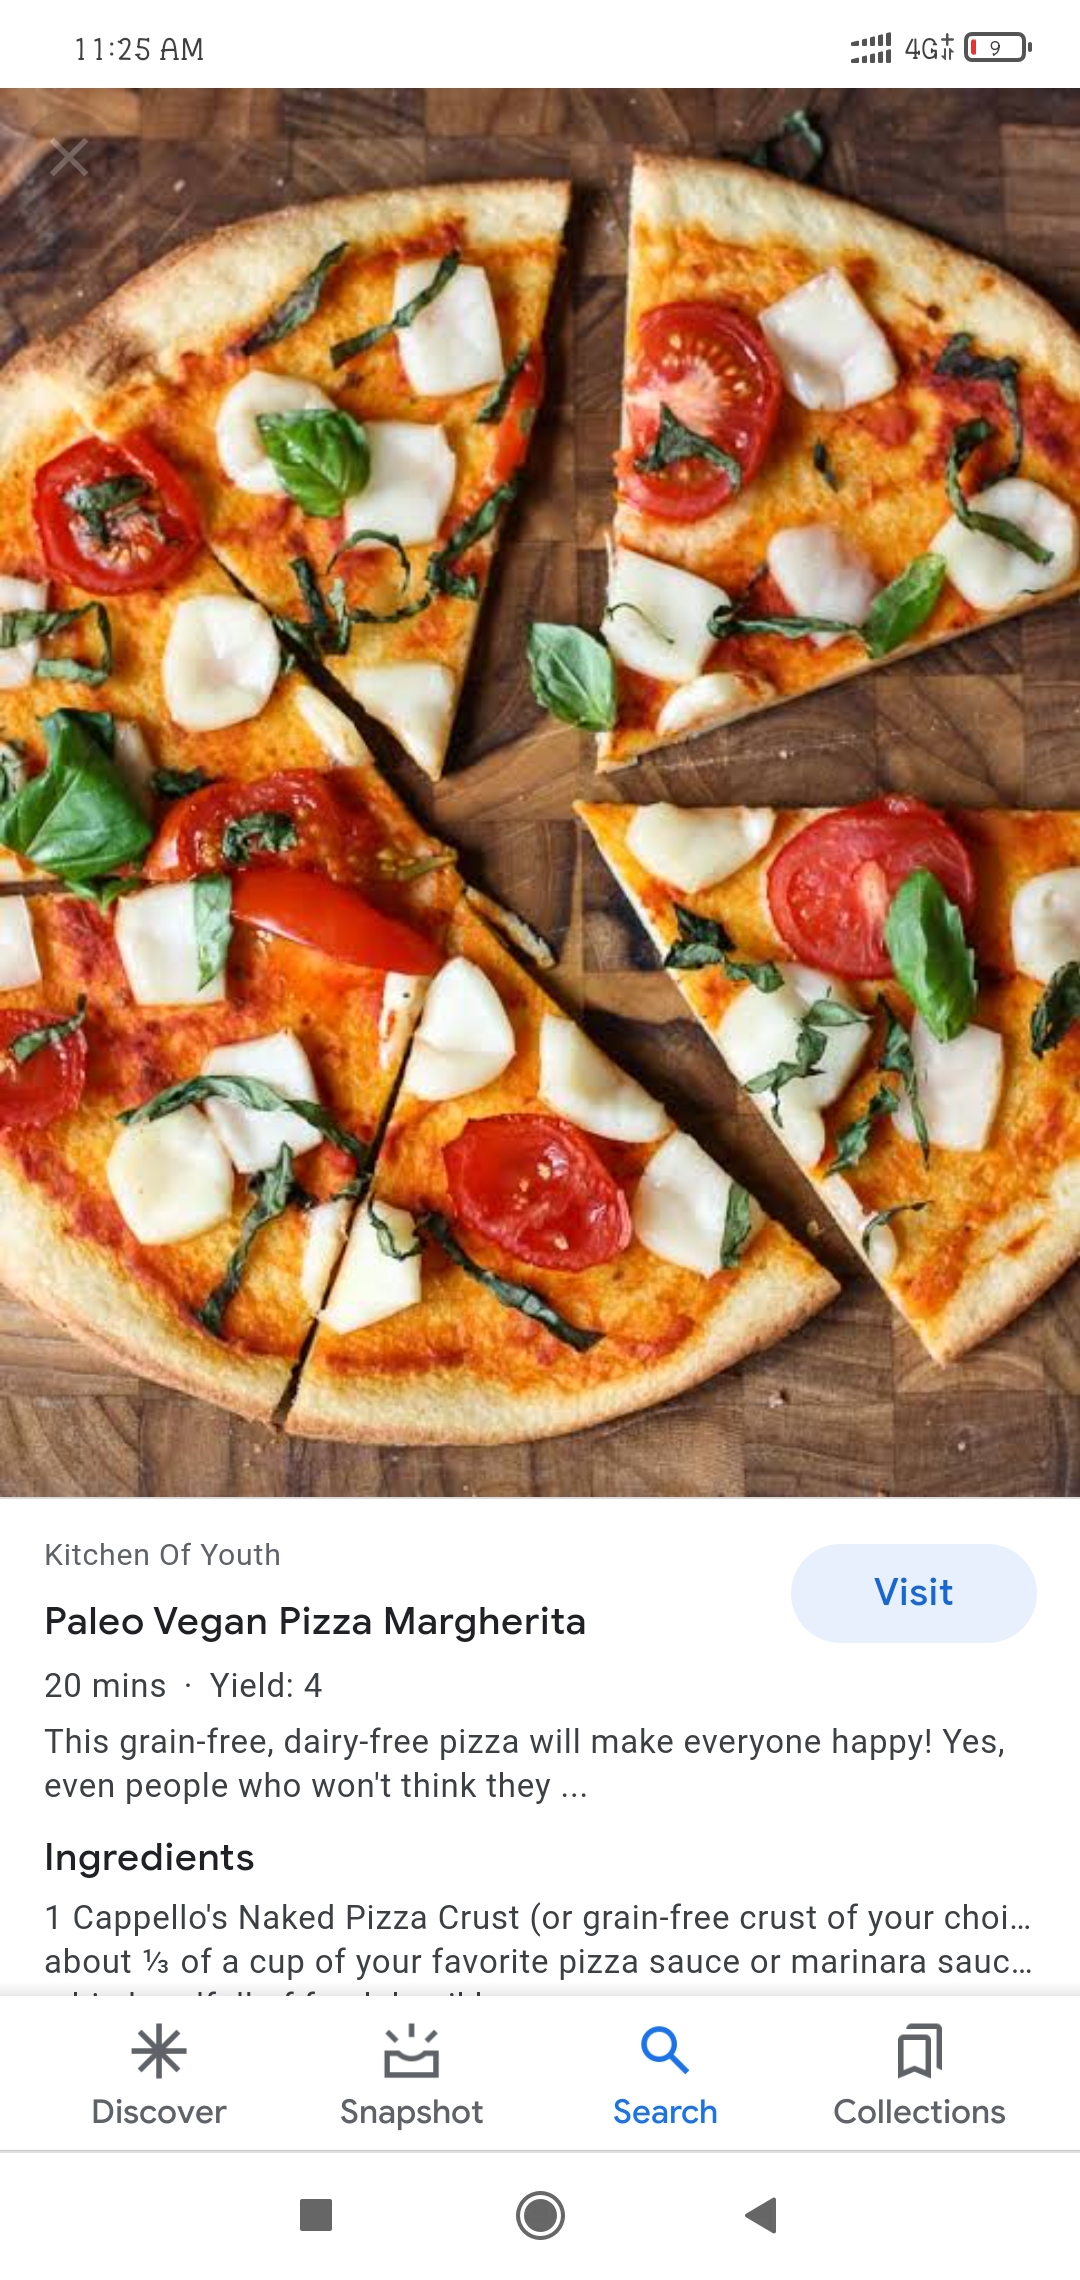 11:25 AM
4G
9
Kitchen Of Youth
Visit
Paleo Vegan Pizza Margherita
20 mins · Yield: 4
This grain-free, dairy-free pizza will make everyone happy! Yes,
even people who won't think they ...
Ingredients
1 Cappello's Naked Pizza Crust (or grain-free crust of your choi...
about ⅓ of a cup of your favorite pizza sauce or marinara sauc...
Discover
Snapshot
Search
Collections